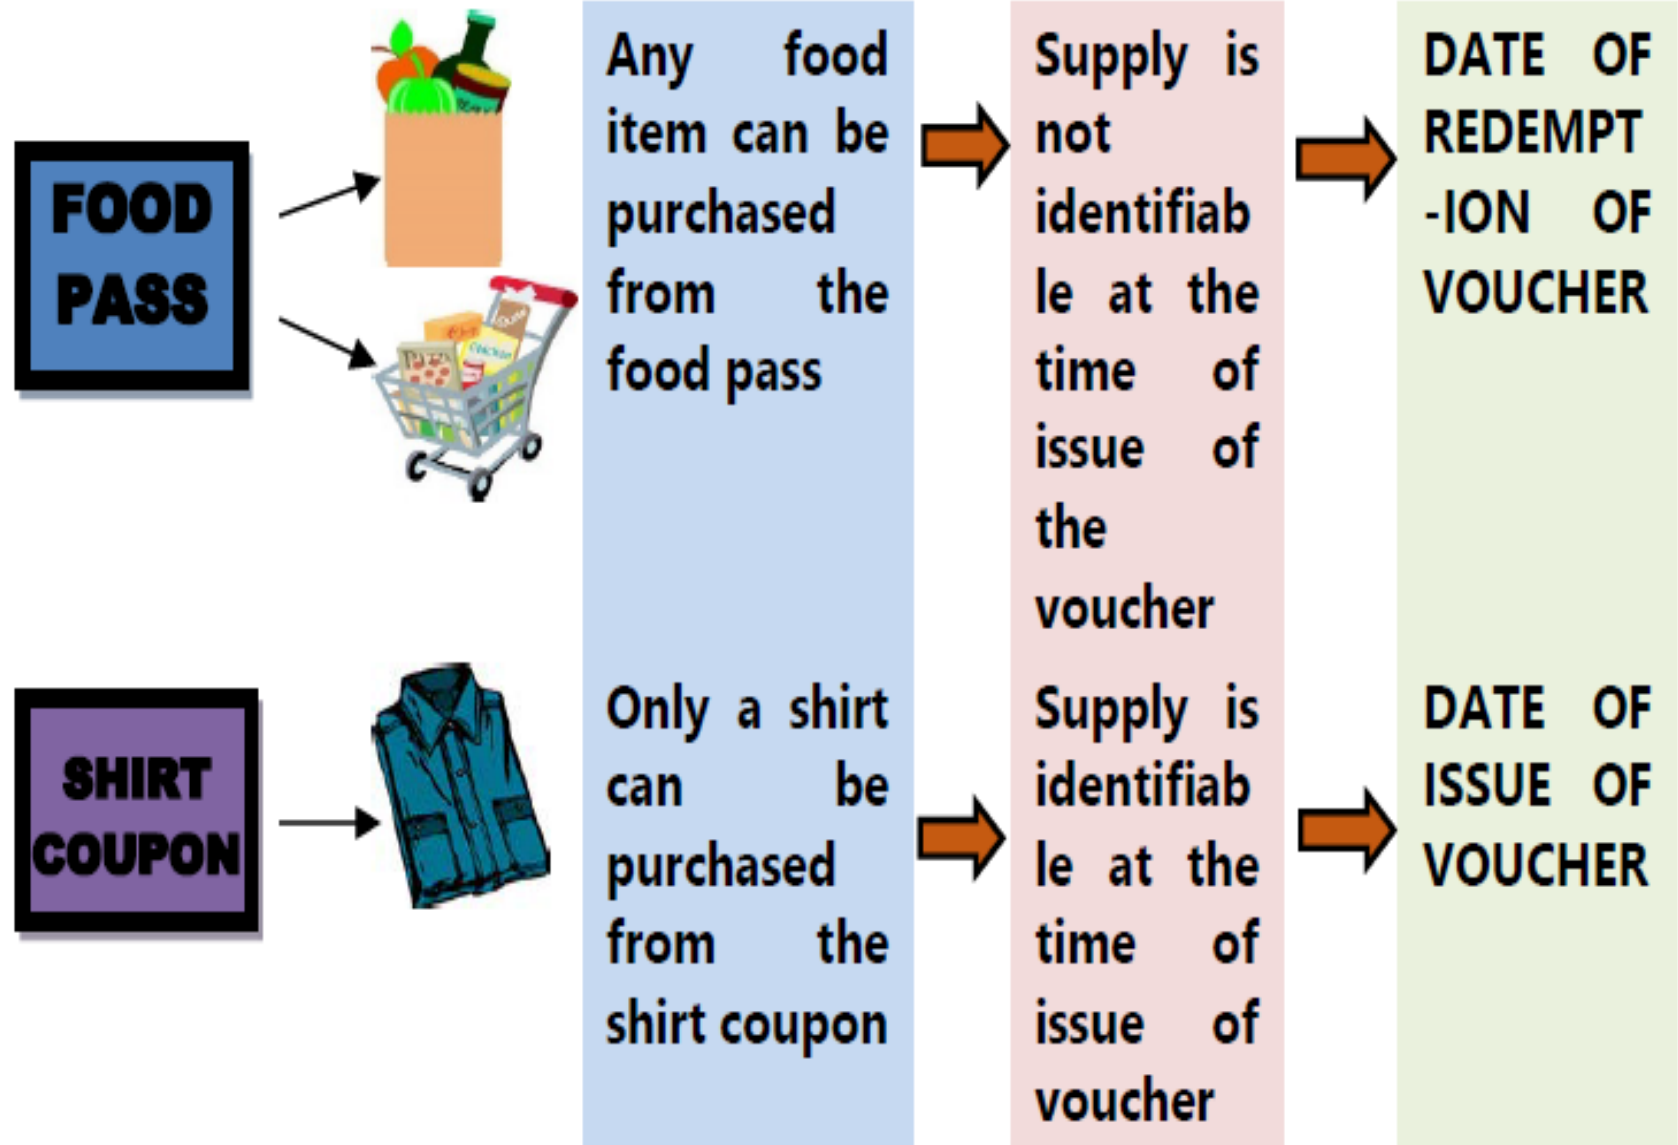 FOOD
PASS
Any food
item can be
purchased
from the
food pass
Supply is
not
identifiab
le at the
time of
issue of
the
voucher
DATE OF
REDEMPT
-ION OF
VOUCHER
SHIRT
COUPON
Only a shirt
can be
purchased
from the
shirt coupon
Supply is
identifiab
le at the
time of
issue of
voucher
DATE OF
ISSUE OF
VOUCHER